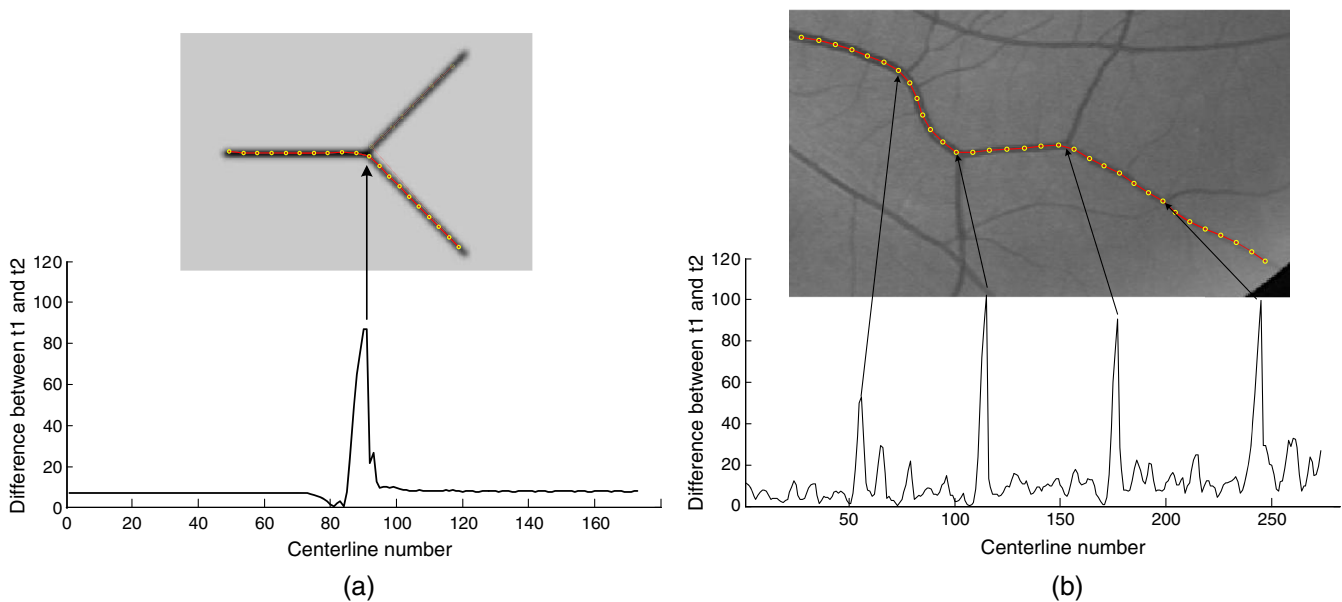 Difference between t1 and t2
120
100
80
60
40
20
0
0 20 40 60 80 100 120 140 160
Centerline number
(a)
Difference between t1 and t2
120
100
80
60
40
20
0
50 100 150 200 250
Centerline number
(b)